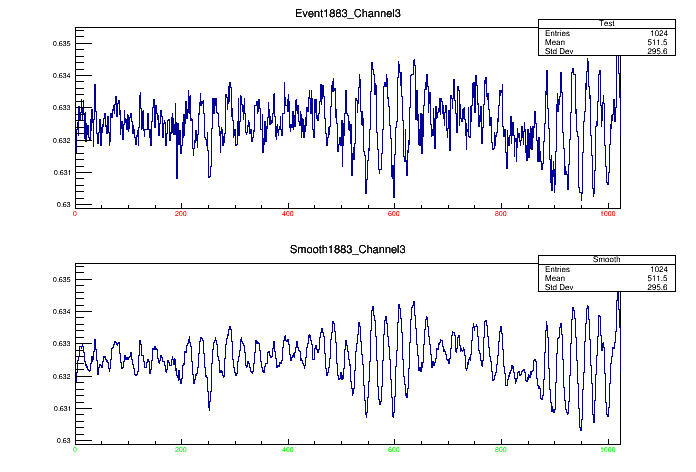 Event1883_Channel3
Test
Entries 1024
Mean 511.5
Std Dev 295.6
0.635
0.634
0.633
0.632
0.631
0.63
0 200 400 600 800 1000
Smooth1883_Channel3
Smooth
Entries 1024
Mean 511.5
Std Dev 295.6
0.635
0.634
0.633
0.632
0.631
0.63
0 200 400 600 800 1000